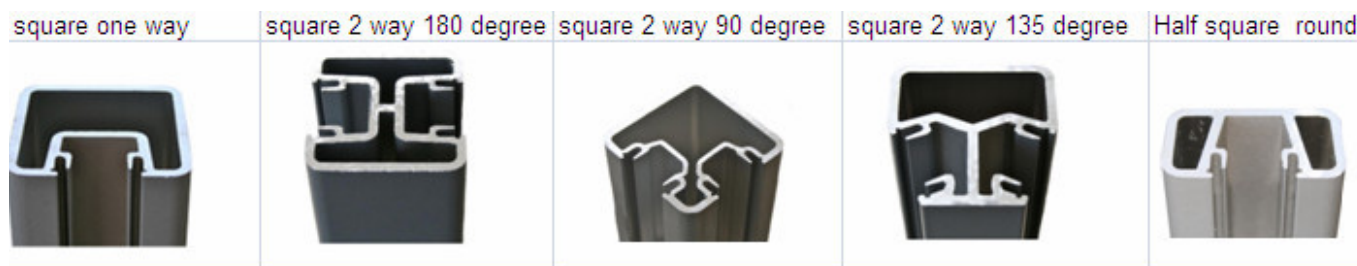 square one way
square 2 way 180 degree
square 2 way 90 degree
square 2 way 135 degree
Half square round